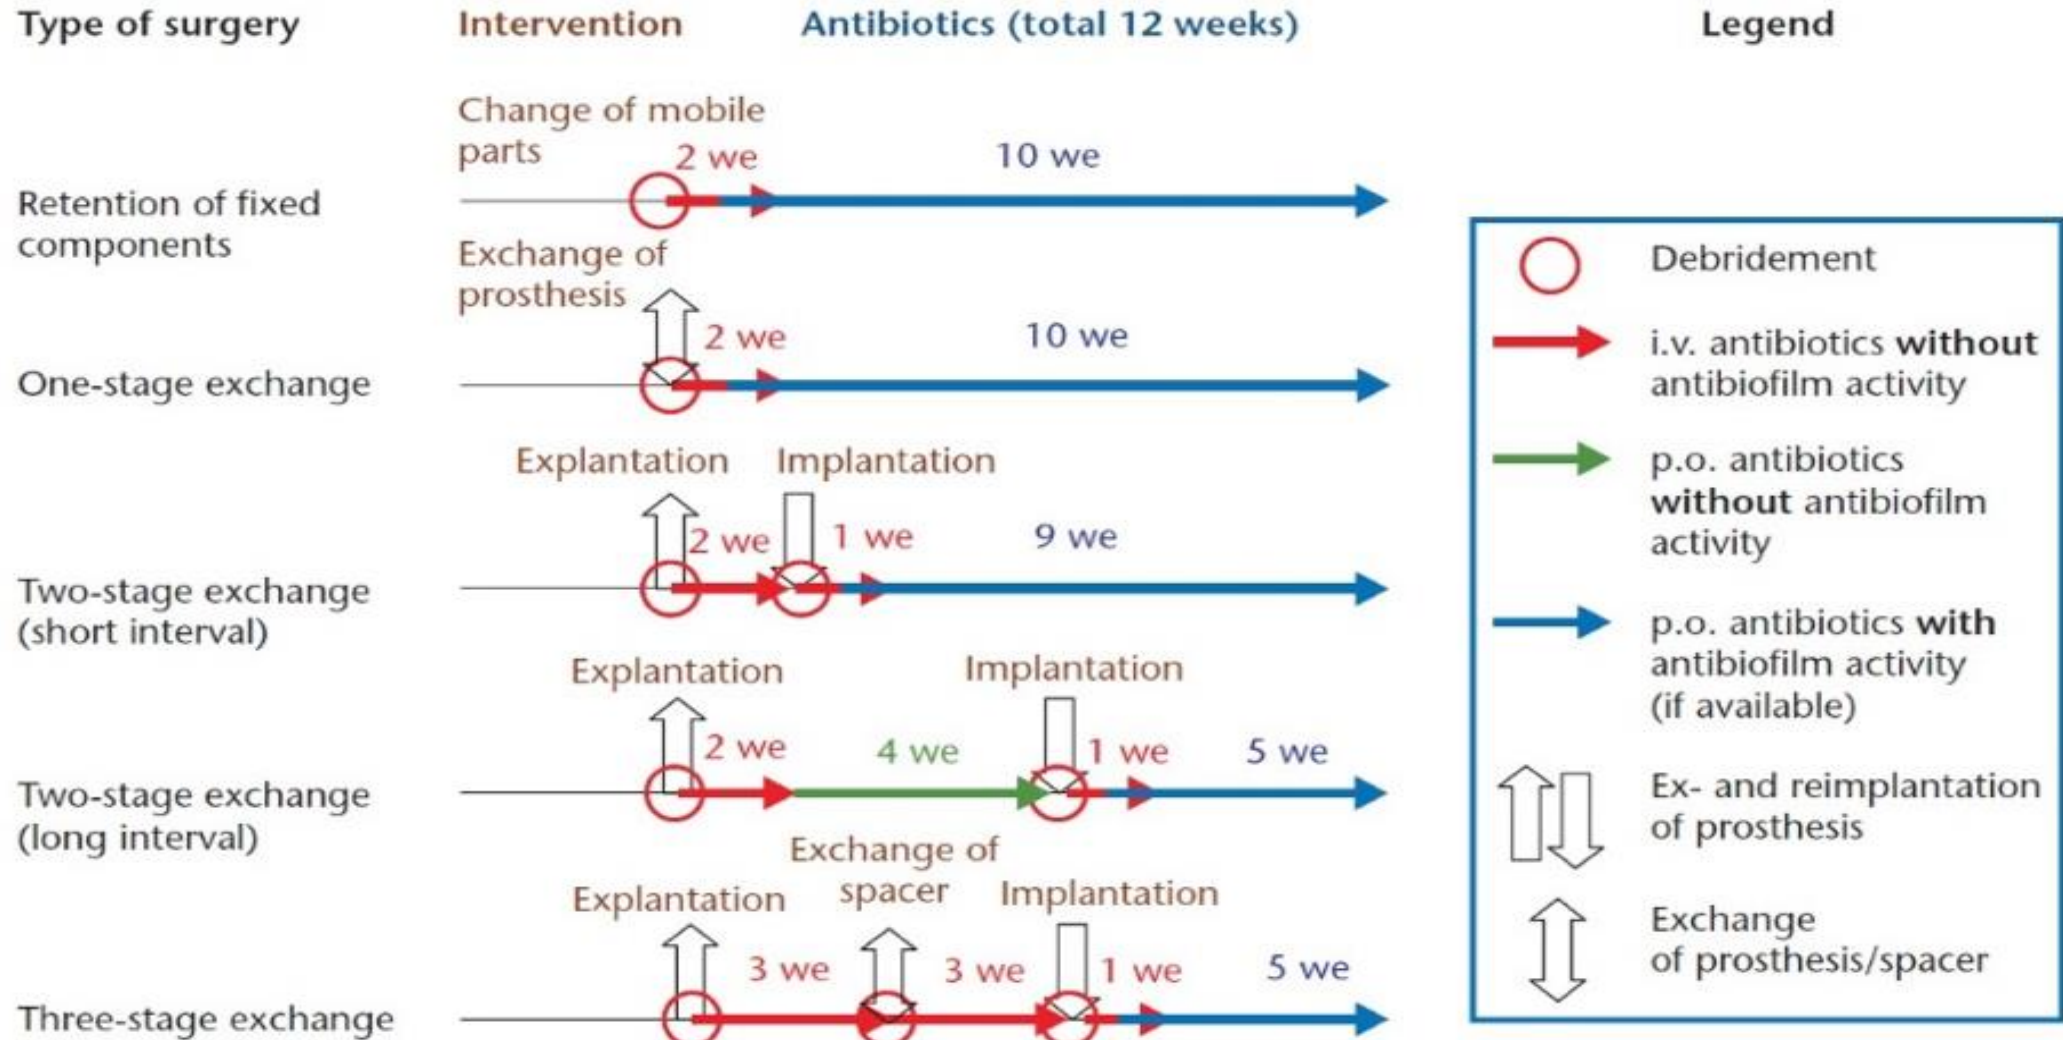 Type of surgery
Intervention
Antibiotics (total 12 weeks)
Legend
Change of mobile
parts
2 we
10 we
Retention of fixed
components
Exchange of
prosthesis
2 we
10 we
One-stage exchange
Explantation
Implantation
2 we
1 we
9 we
Two-stage exchange
(short interval)
Explantation
Implantation
2 we
4 we
1 we
5 we
Two-stage exchange
(long interval)
Explantation
Exchange of
spacer
Implantation
3 we
3 we
1 we
5 we
Three-stage exchange
Debridement
i.v. antibiotics without
antibiofilm activity
p.o. antibiotics
without antibiofilm
activity
p.o. antibiotics with
antibiofilm activity
(if available)
Ex- and reimplantation
of prosthesis
Exchange
of prosthesis/spacer